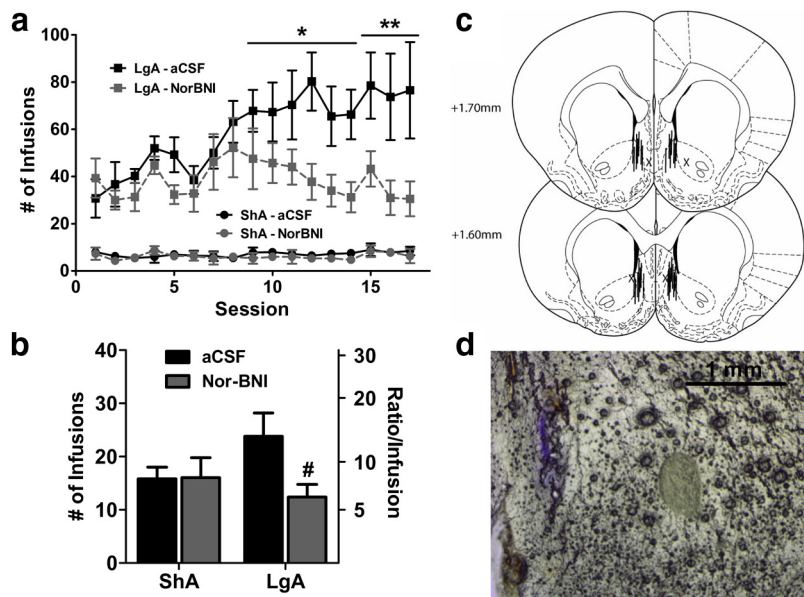 a
# of Infusions
100
80
60
40
20
0
LgA - aCSF
LgA - NorBNI
*
**
ShA - aCSF
ShA - NorBNI
0
5
10
15
Session
b
# of Infusions
40
30
20
10
0
aCSF
Nor-BNI
#
Ratio/Infusion
30
20
10
5
ShA
LgA
c
+1.70mm
X
X
+1.60mm
X
X
d
1 mm